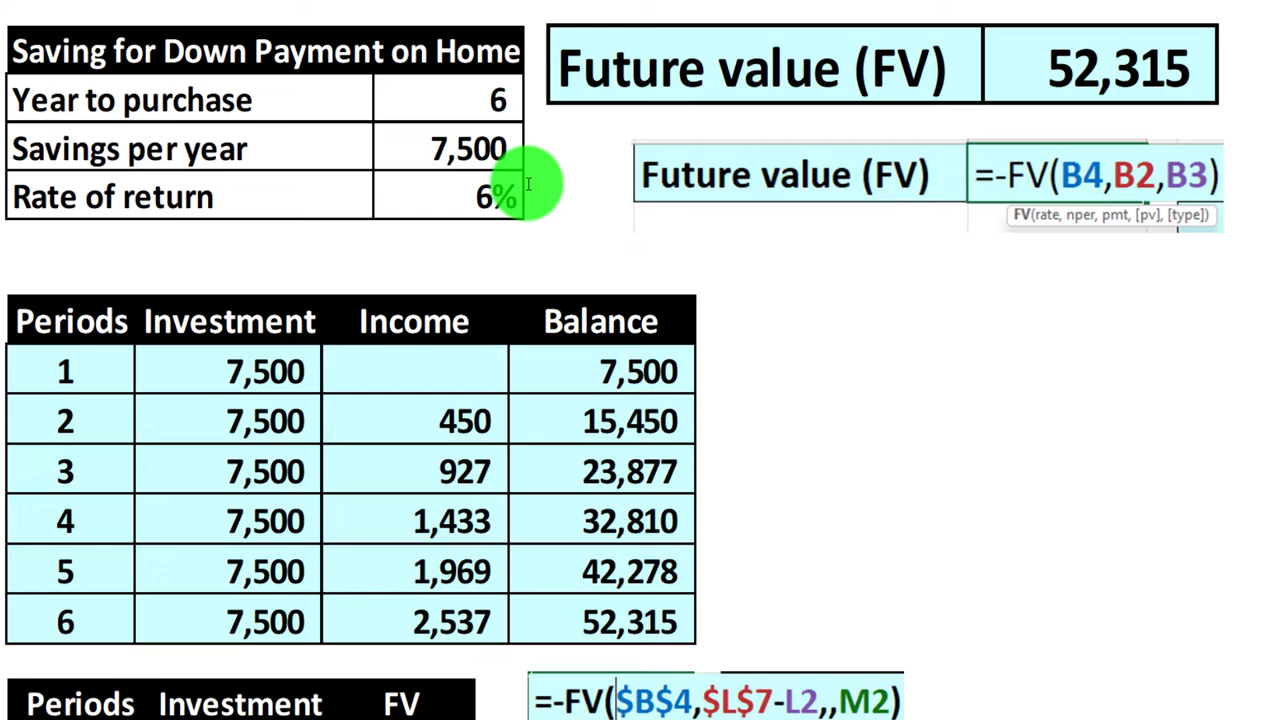 Saving for Down Payment on Home
Year to purchase 6
Savings per year 7,500
Rate of return 6%
Future value (FV) 52,315
Future value (FV) =-FV(B4,B2,B3)
FV(rate, nper, pmt, [pv], [type])
Periods Investment Income Balance
1 7,500 7,500
2 7,500 450 15,450
3 7,500 927 23,877
4 7,500 1,433 32,810
5 7,500 1,969 42,278
6 7,500 2,537 52,315
Periods Investment FV
=-FV($B$4,$L$7-L2,,M2)